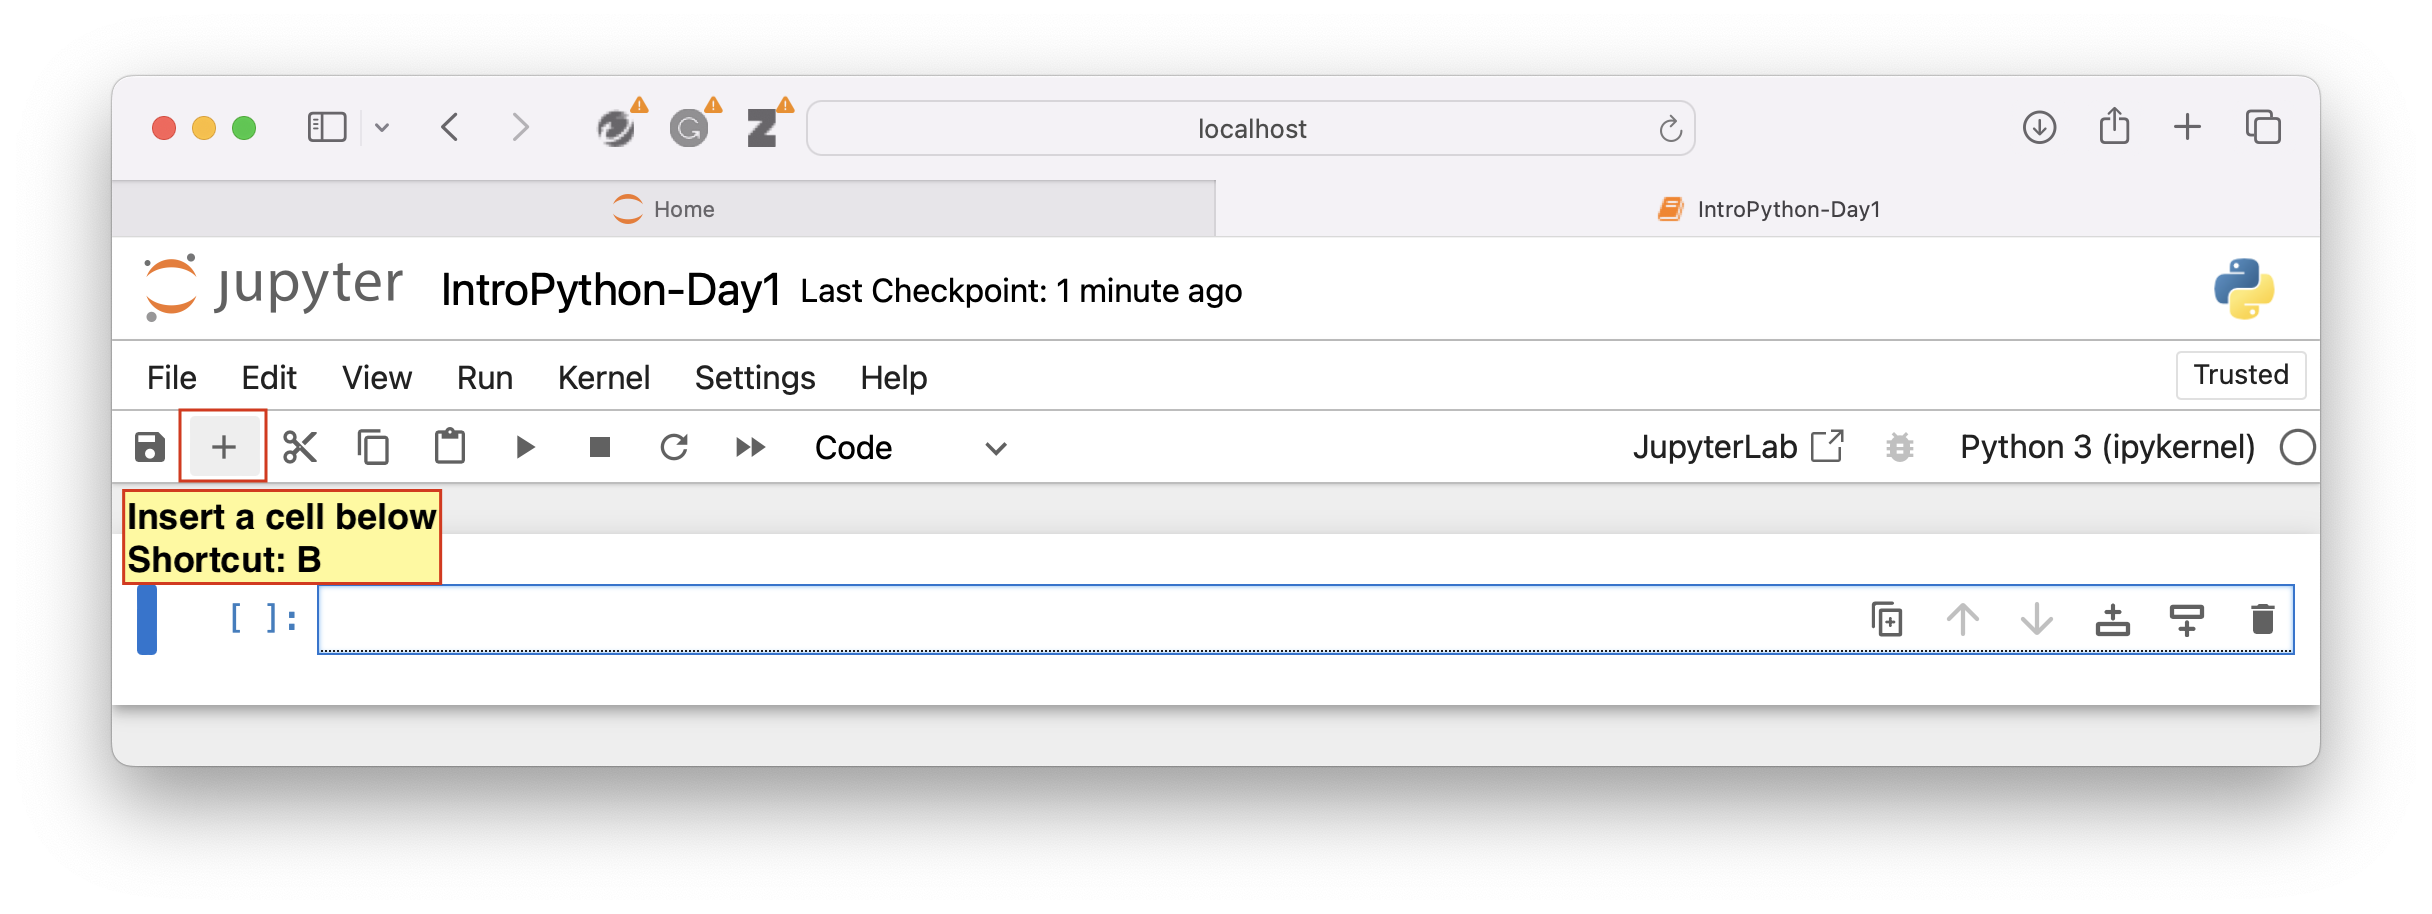 localhost
Home
IntroPython-Day1
jupyter IntroPython-Day1 Last Checkpoint: 1 minute ago
File Edit View Run Kernel Settings Help
Trusted
Code
JupyterLab
Python 3 (ipykernel)
Insert a cell below
Shortcut: B
[ ]: